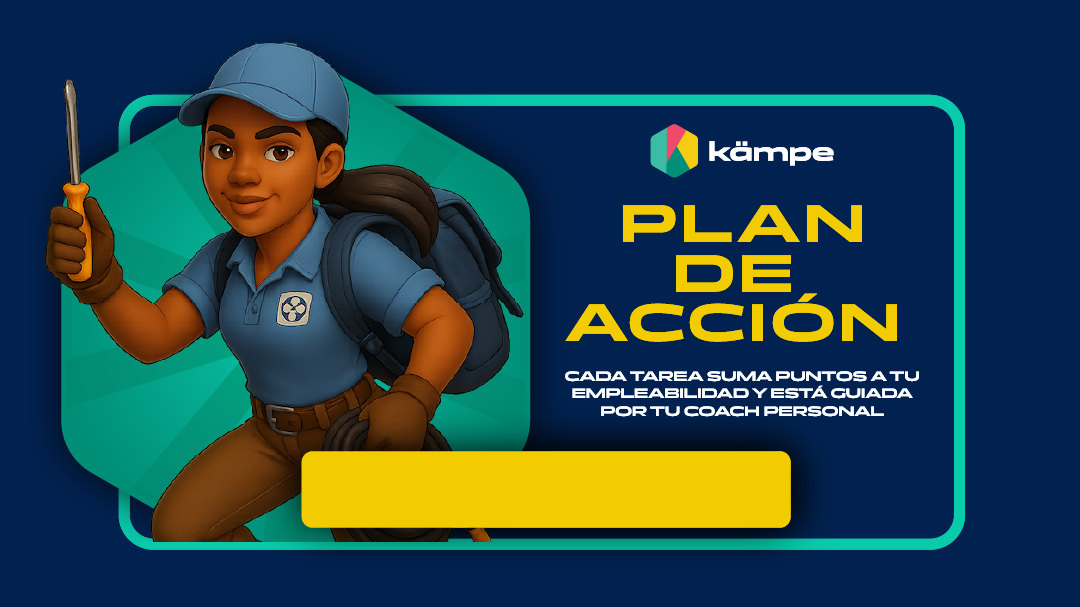 kämpe
PLAN
DE
ACCIÓN
CADA TAREA SUMA PUNTOS A TU
EMPLEABILIDAD Y ESTÁ GUIADA
POR TU COACH PERSONAL